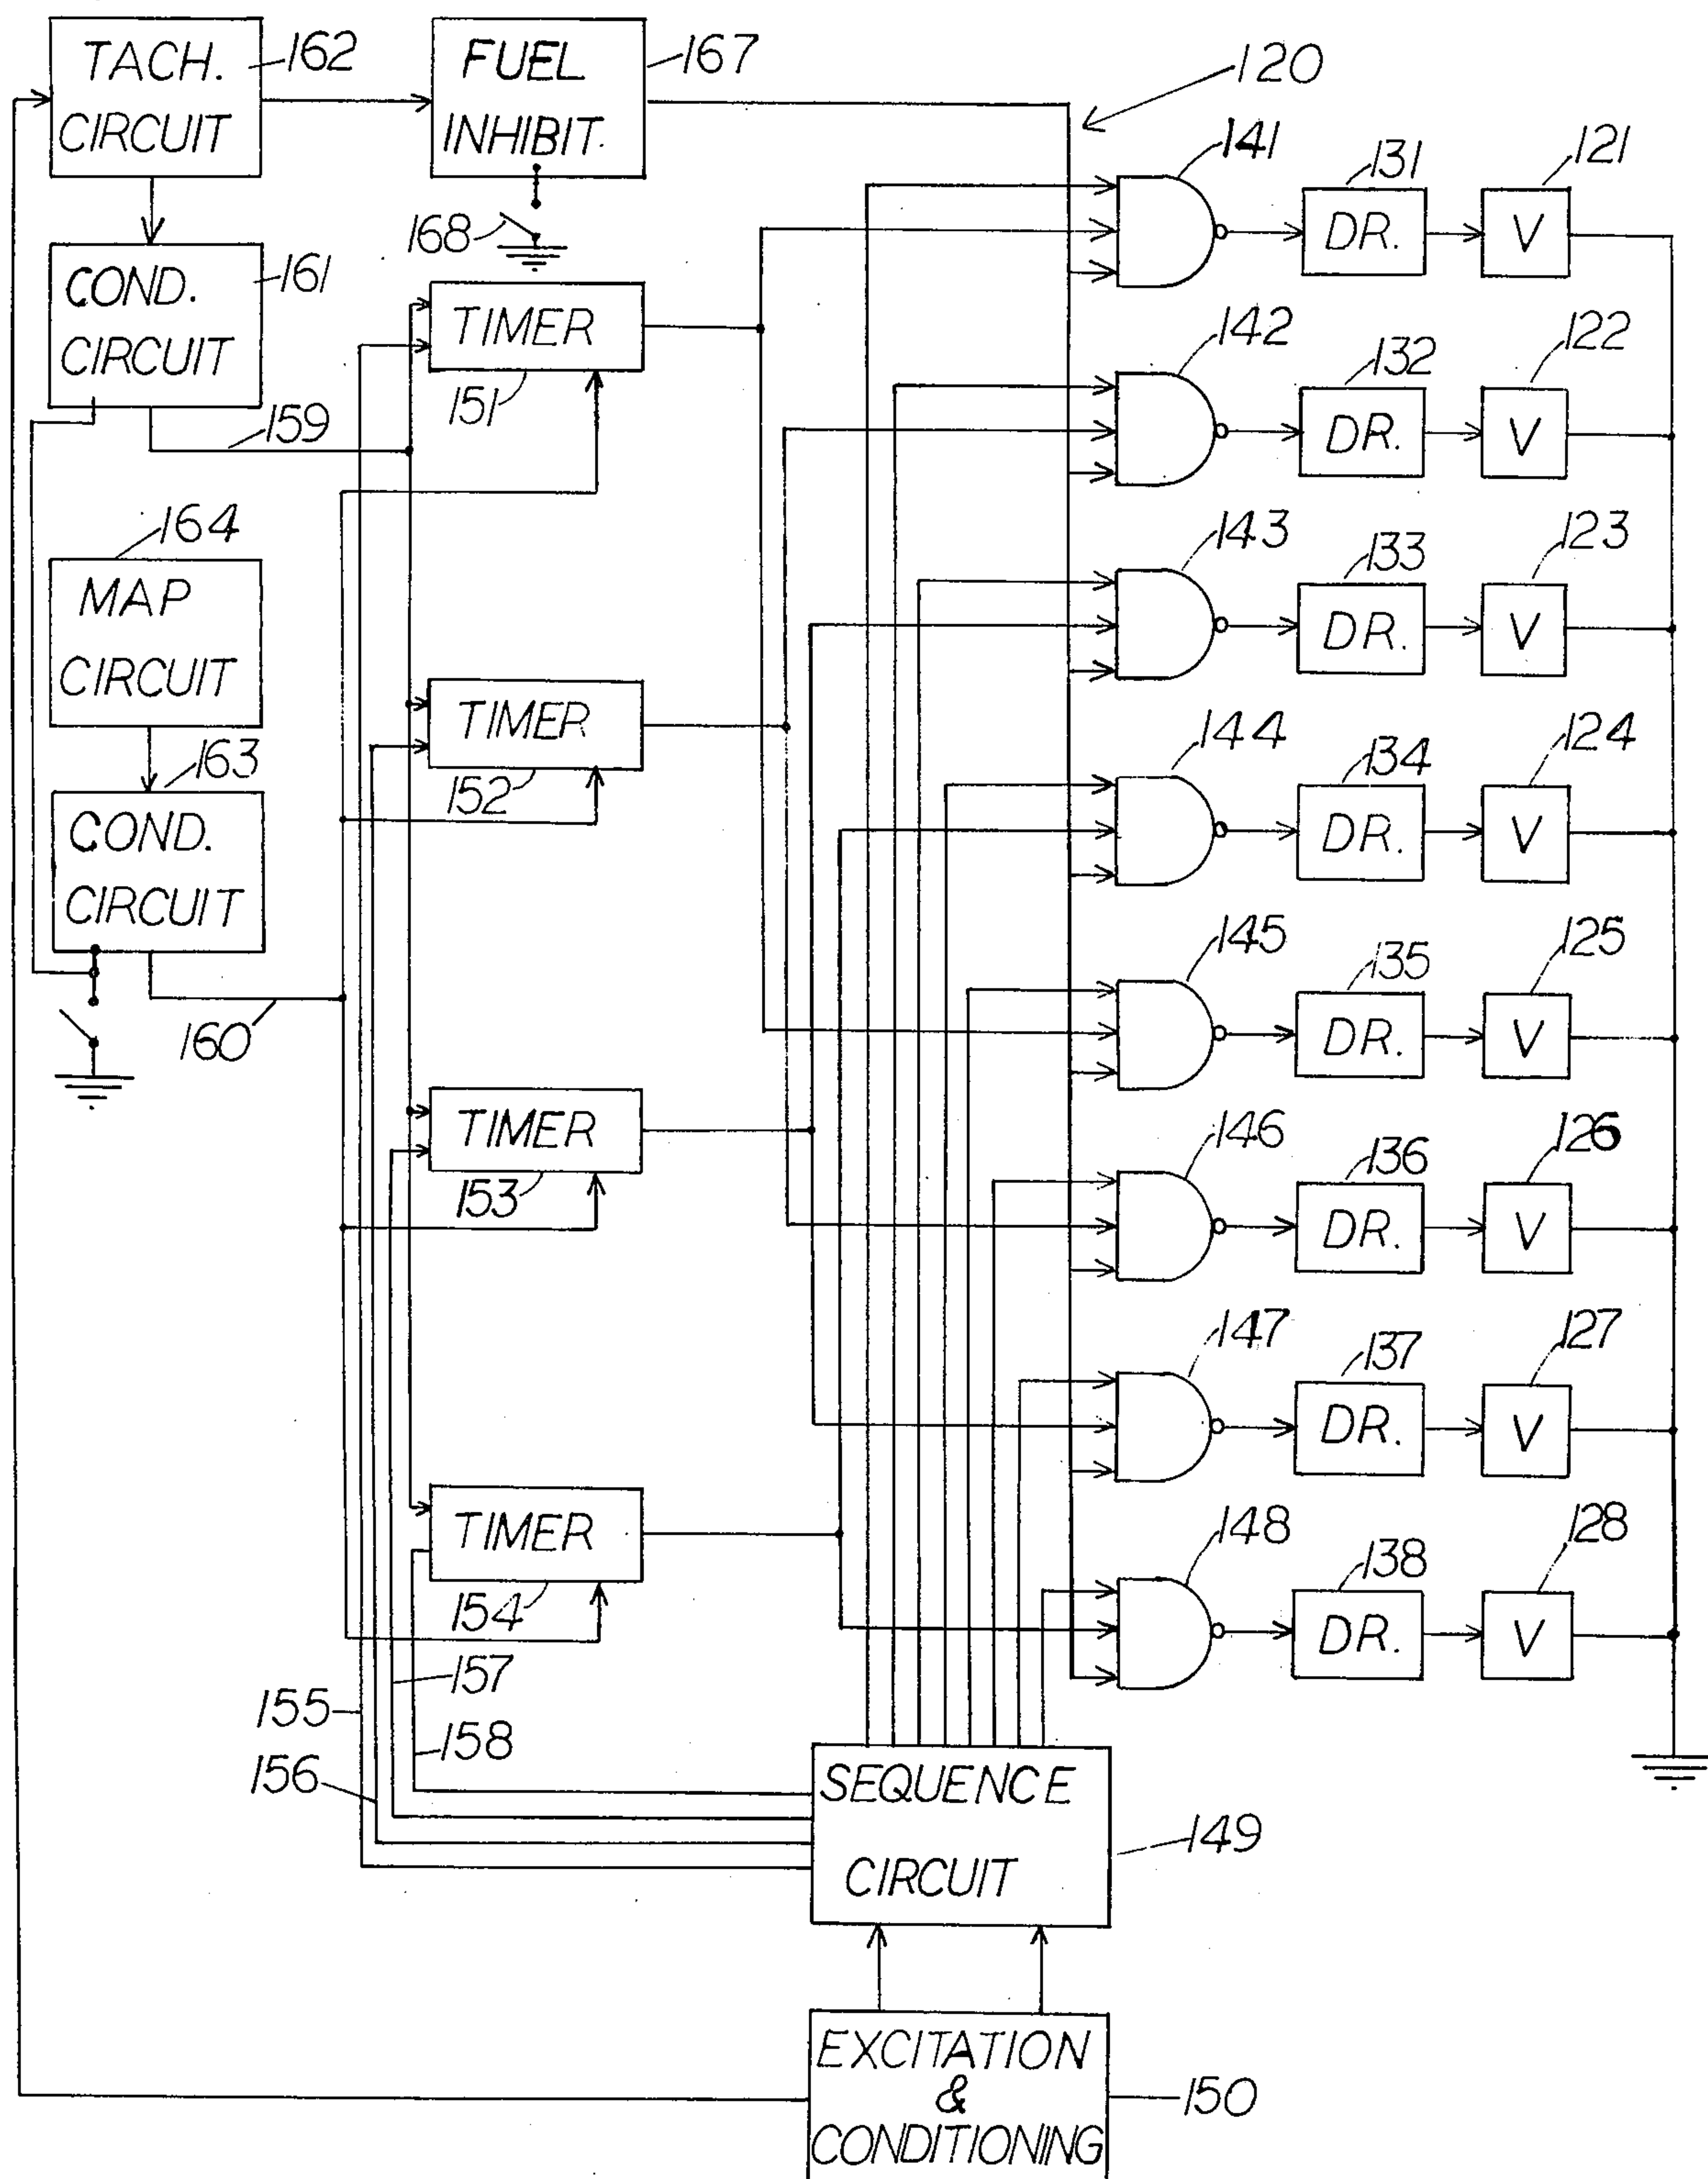 TACH.
CIRCUIT
162
FUEL
INHIBIT.
167
120
168
COND.
CIRCUIT
161
159
MAP
CIRCUIT
164
COND.
CIRCUIT
163
160
TIMER
151
TIMER
152
TIMER
153
TIMER
154
155
156
157
158
141
131
DR.
121
V
142
132
DR.
122
V
143
133
DR.
123
V
144
134
DR.
124
V
145
135
DR.
125
V
146
136
DR.
126
V
147
137
DR.
127
V
148
138
DR.
128
V
SEQUENCE
CIRCUIT
149
EXCITATION
&
CONDITIONING
150